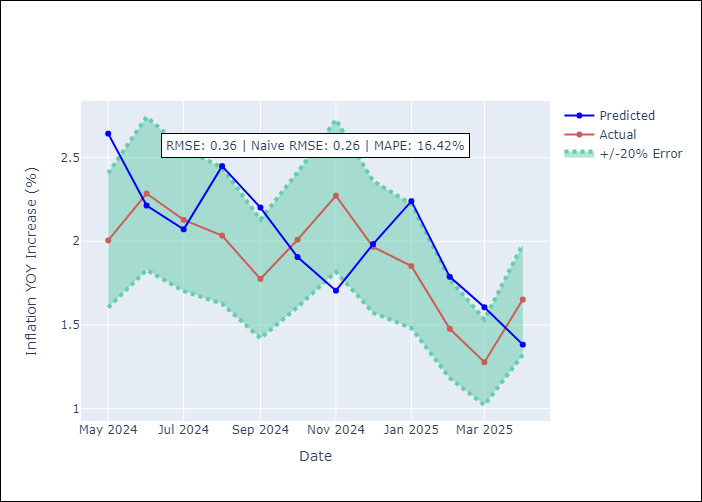 RMSE: 0.36 | Naive RMSE: 0.26 | MAPE: 16.42%
Predicted
Actual
+/-20% Error
Inflation YOY Increase (%)
2.5
2
1.5
1
May 2024
Jul 2024
Sep 2024
Nov 2024
Jan 2025
Mar 2025
Date